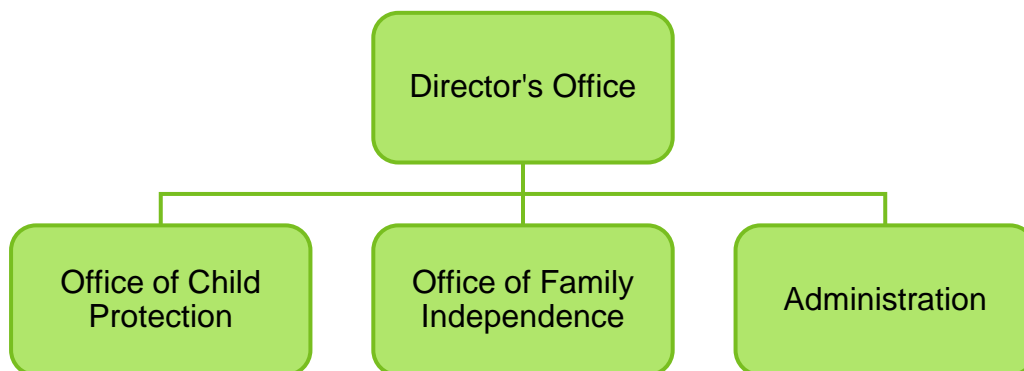 Director's Office
Office of Child
Protection
Office of Family
Independence
Administration